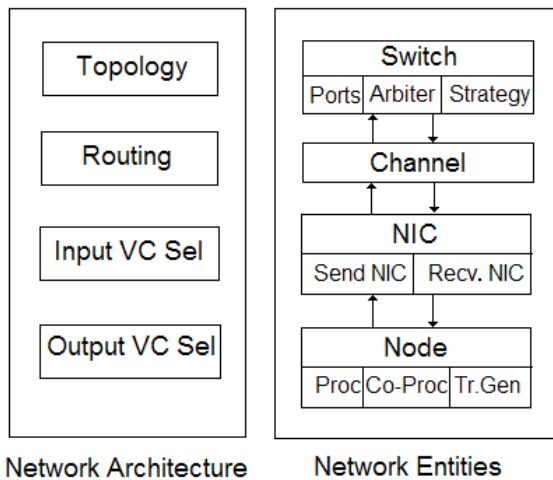 Topology
Routing
Input VC Sel
Output VC Sel
Network Architecture
Switch
Ports Arbiter Strategy
Channel
NIC
Send NIC Recv. NIC
Node
Proc Co-Proc Tr.Gen
Network Entities